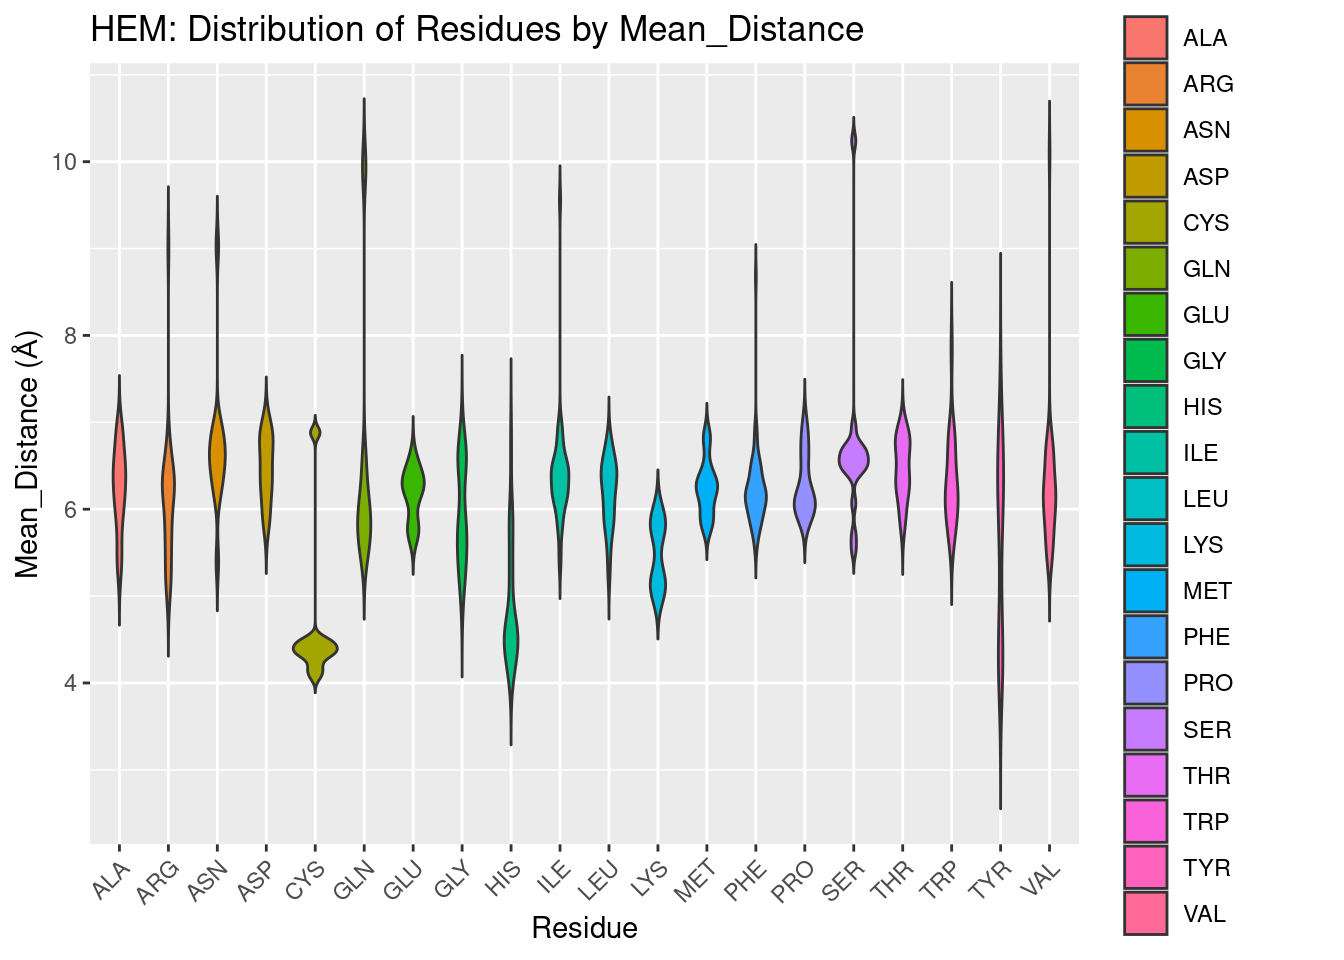 HEM: Distribution of Residues by Mean_Distance
Mean_Distance (Å)
10
8
6
4
ALA
ARG
ASN
ASP
CYS
GLN
GLU
GLY
HIS
ILE
LEU
LYS
MET
PHE
PRO
SER
THR
TRP
TYR
VAL
Residue
ALA
ARG
ASN
ASP
CYS
GLN
GLU
GLY
HIS
ILE
LEU
LYS
MET
PHE
PRO
SER
THR
TRP
TYR
VAL